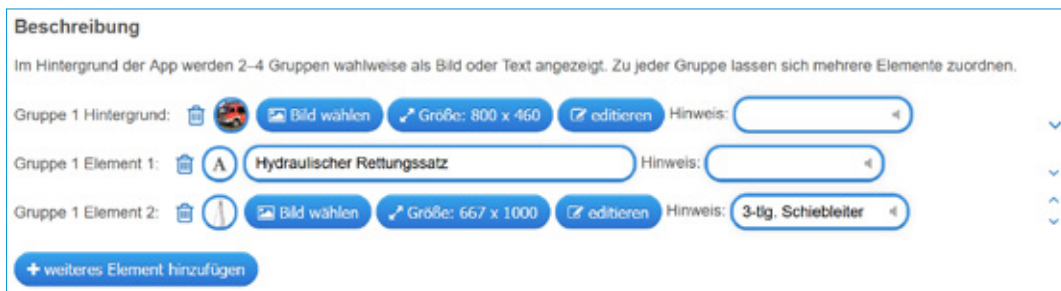 Beschreibung
Im Hintergrund der App werden 2–4 Gruppen wahlweise als Bild oder Text angezeigt. Zu jeder Gruppe lassen sich mehrere Elemente zuordnen.
Gruppe 1 Hintergrund: Bild wählen Größe: 800 x 460 editieren Hinweis:
Gruppe 1 Element 1: A Hydraulischer Rettungssatz Hinweis:
Gruppe 1 Element 2: Bild wählen Größe: 667 x 1000 editieren Hinweis: 3-tlg. Schiebleiter
+ weiteres Element hinzufügen